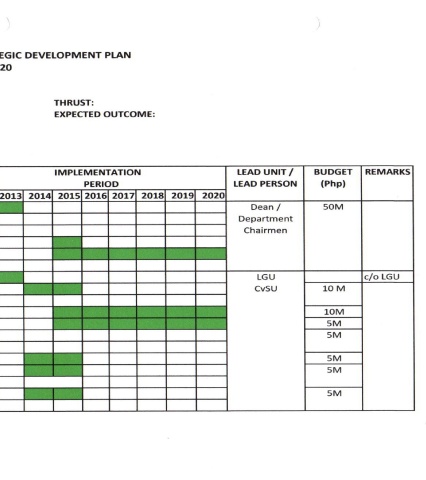 EGIC DEVELOPMENT PLAN
20
THRUST:
EXPECTED OUTCOME:
IMPLEMENTATION PERIOD LEAD UNIT / LEAD PERSON BUDGET (Php) REMARKS
2013 2014 2015 2016 2017 2018 2019 2020
Dean / 50M
Department
Chairmen
LGU c/o LGU
CvSU 10 M
10M
5M
5M
5M
5M
5M